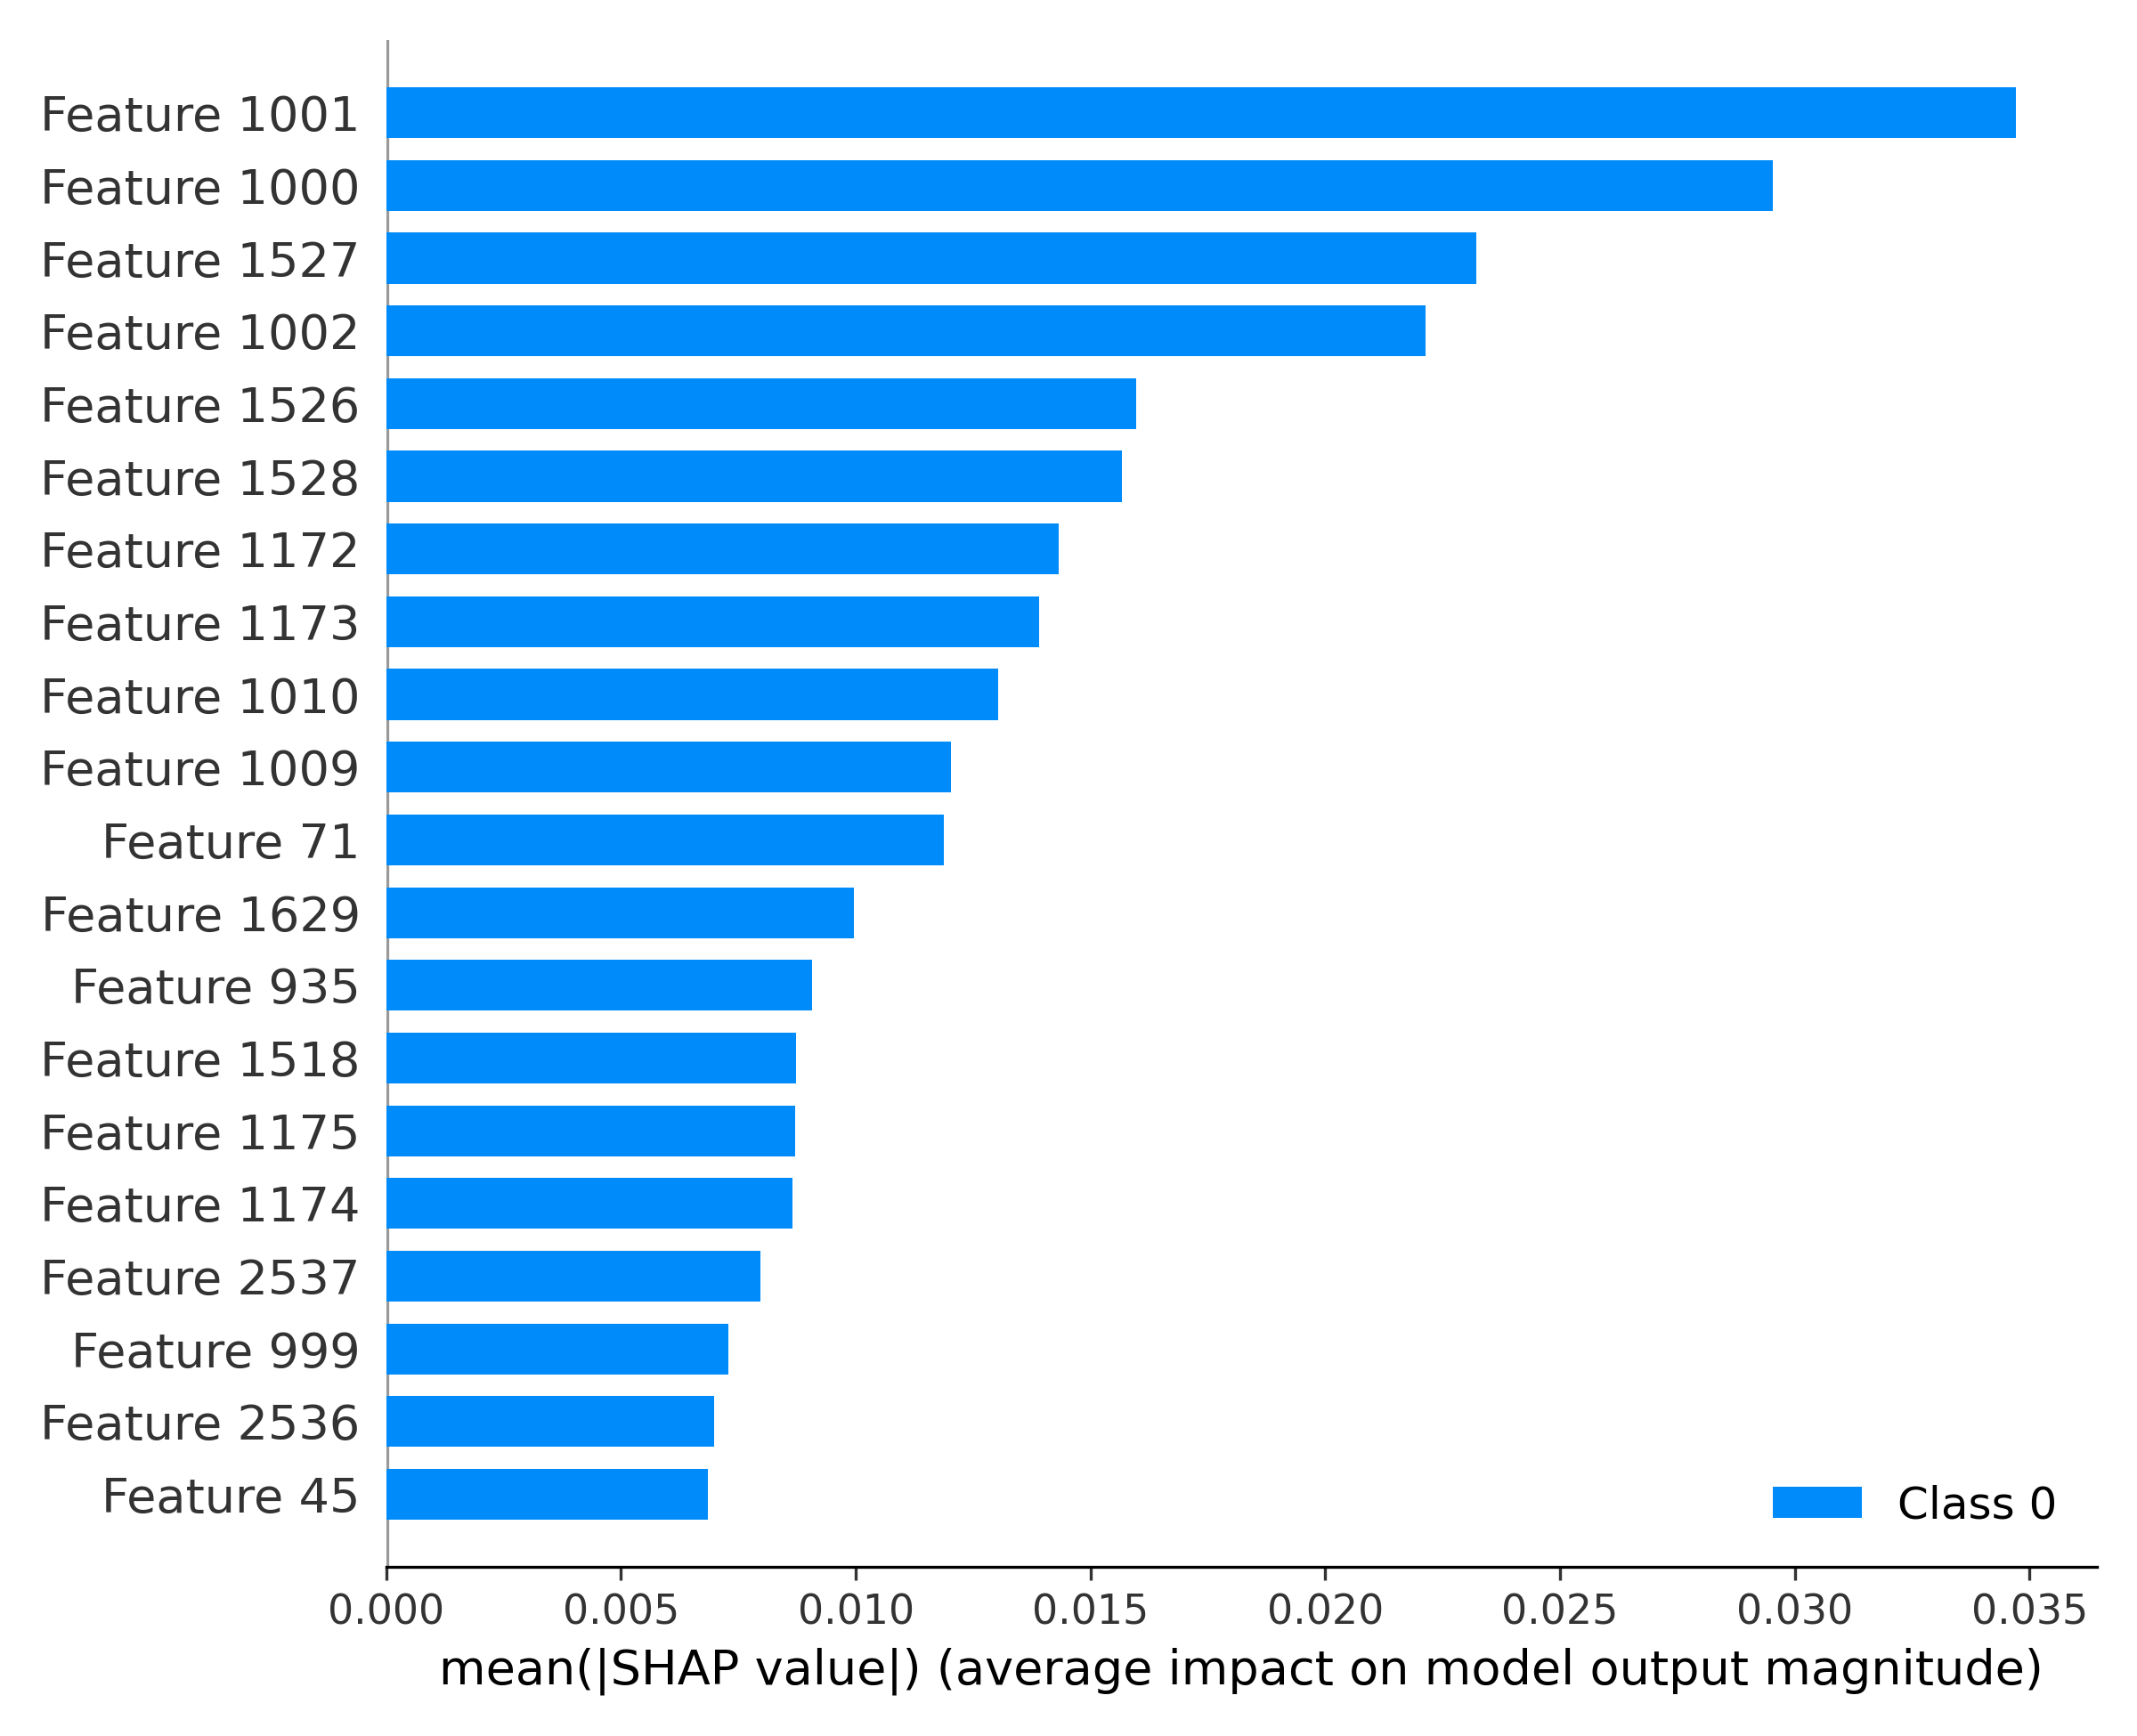 Feature 1001
Feature 1000
Feature 1527
Feature 1002
Feature 1526
Feature 1528
Feature 1172
Feature 1173
Feature 1010
Feature 1009
Feature 71
Feature 1629
Feature 935
Feature 1518
Feature 1175
Feature 1174
Feature 2537
Feature 999
Feature 2536
Feature 45
Class 0
0.000 0.005 0.010 0.015 0.020 0.025 0.030 0.035
mean(|SHAP value|) (average impact on model output magnitude)